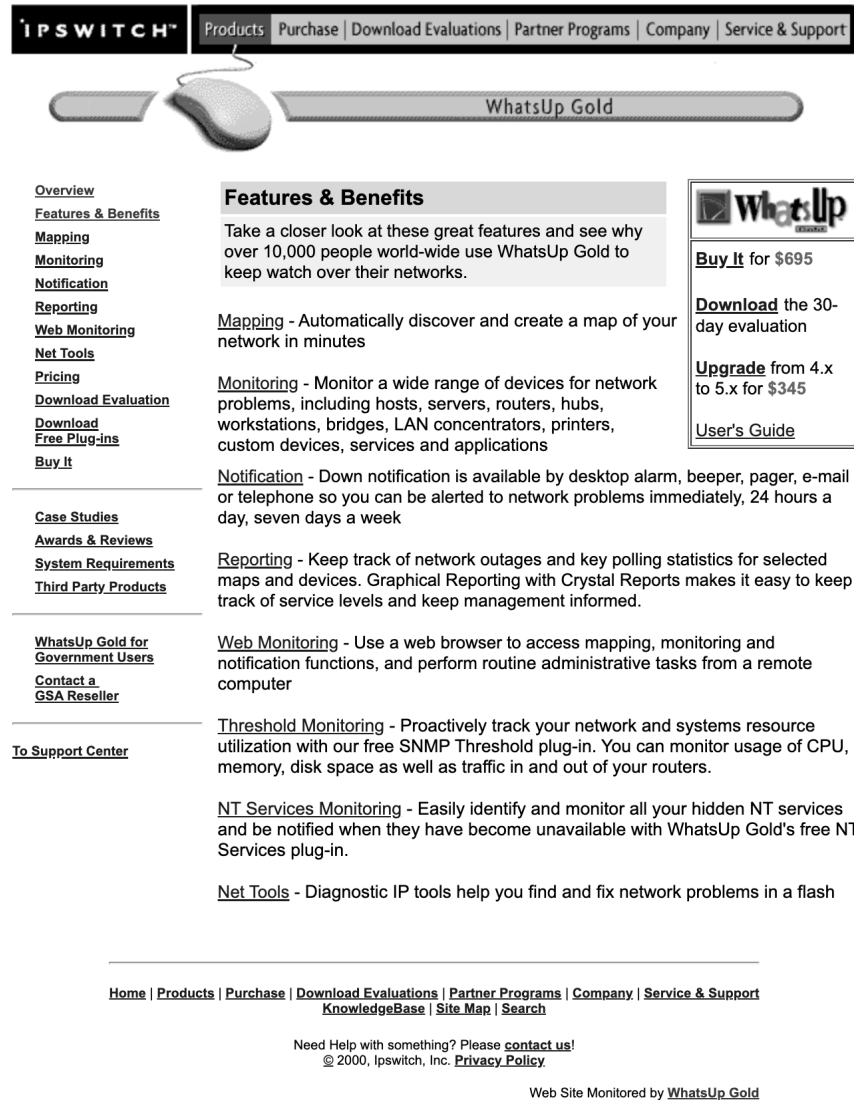 IPSWITCH™
Products Purchase | Download Evaluations | Partner Programs | Company | Service & Support
WhatsUp Gold
Overview
Features & Benefits
Mapping
Monitoring
Notification
Reporting
Web Monitoring
Net Tools
Pricing
Download Evaluation
Download
Free Plug-ins
Buy It
Case Studies
Awards & Reviews
System Requirements
Third Party Products
WhatsUp Gold for
Government Users
Contact a
GSA Reseller
To Support Center
Features & Benefits
Take a closer look at these great features and see why
over 10,000 people world-wide use WhatsUp Gold to
keep watch over their networks.
WhatsUp
Buy It for $695
Download the 30-
day evaluation
Upgrade from 4.x
to 5.x for $345
User's Guide
Mapping - Automatically discover and create a map of your
network in minutes
Monitoring - Monitor a wide range of devices for network
problems, including hosts, servers, routers, hubs,
workstations, bridges, LAN concentrators, printers,
custom devices, services and applications
Notification - Down notification is available by desktop alarm, beeper, pager, e-mail
or telephone so you can be alerted to network problems immediately, 24 hours a
day, seven days a week
Reporting - Keep track of network outages and key polling statistics for selected
maps and devices. Graphical Reporting with Crystal Reports makes it easy to keep
track of service levels and keep management informed.
Web Monitoring - Use a web browser to access mapping, monitoring and
notification functions, and perform routine administrative tasks from a remote
computer
Threshold Monitoring - Proactively track your network and systems resource
utilization with our free SNMP Threshold plug-in. You can monitor usage of CPU,
memory, disk space as well as traffic in and out of your routers.
NT Services Monitoring - Easily identify and monitor all your hidden NT services
and be notified when they have become unavailable with WhatsUp Gold's free NT
Services plug-in.
Net Tools - Diagnostic IP tools help you find and fix network problems in a flash
Home | Products | Purchase | Download Evaluations | Partner Programs | Company | Service & Support
KnowledgeBase | Site Map | Search
Need Help with something? Please contact us!
© 2000, Ipswitch, Inc. Privacy Policy
Web Site Monitored by WhatsUp Gold